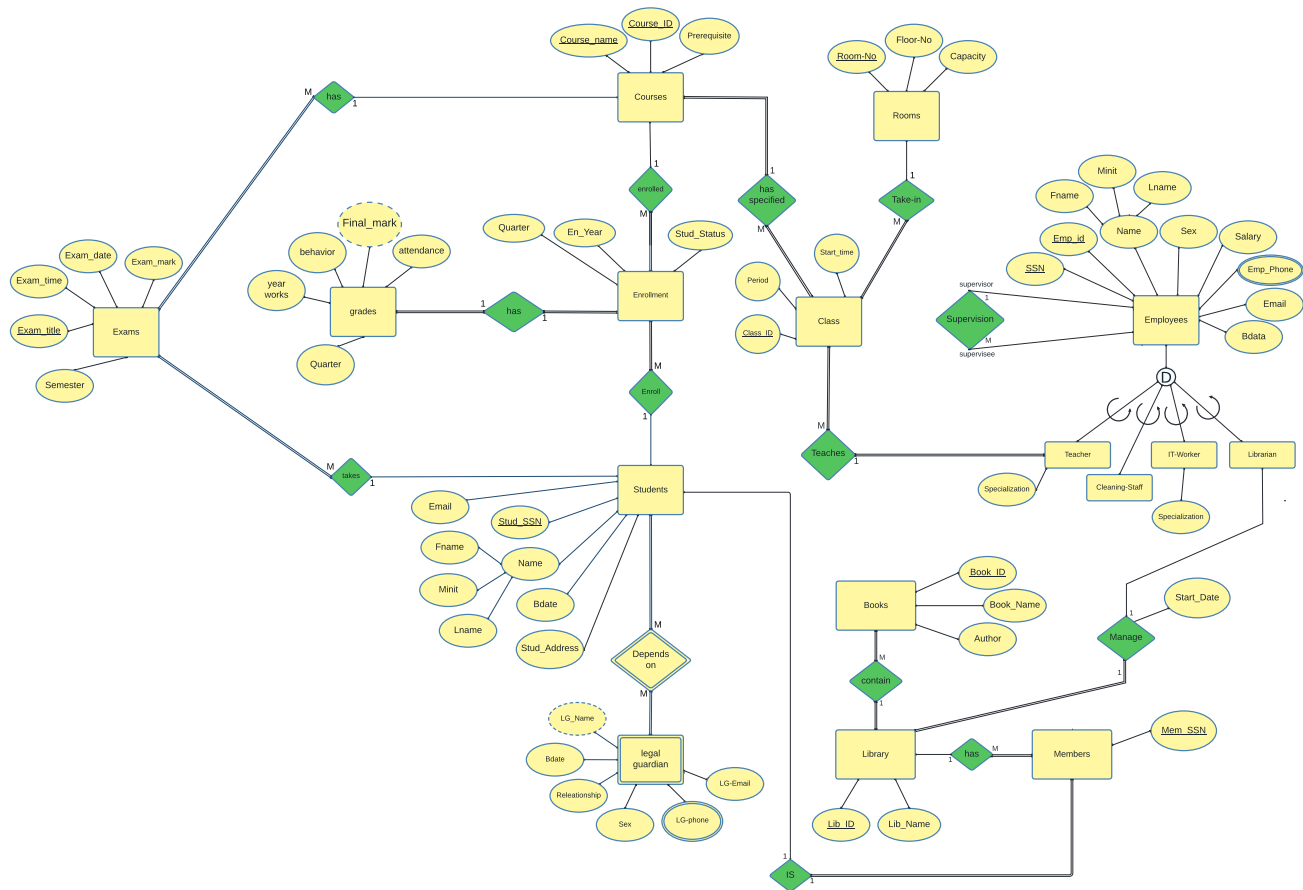 Course_ID
Course_name
Prerequisite
Courses
M
has
1
Room-No
Floor-No
Capacity
Rooms
1
enrolled
M
1
has
specified
M
1
Take-in
M
Minit
Fname
Lname
Emp_id
Name
Sex
Salary
SSN
Emp_Phone
Email
Bdata
Employees
supervisor
1
Supervision
M
supervisee
D
Teacher
IT-Worker
Librarian
Cleaning-Staff
Specialization
Specialization
.
Final_mark
behavior
attendance
year
works
grades
Quarter
1
has
1
Quarter
En_Year
Stud_Status
Enrollment
M
Enroll
1
Start_time
Period
Class_ID
Class
M
Teaches
1
Exam_date
Exam_time
Exam_mark
Exam_title
Exams
Semester
M
takes
1
Students
Email
Stud_SSN
Fname
Name
Minit
Lname
Bdate
Stud_Address
M
Depends
on
M
LG_Name
legal
guardian
Bdate
Releationship
Sex
LG-phone
LG-Email
Books
Book_ID
Book_Name
Author
M
contain
1
1
Manage
1
Start_Date
Library
1
has
M
Members
Mem_SSN
Lib_ID
Lib_Name
1
IS
1